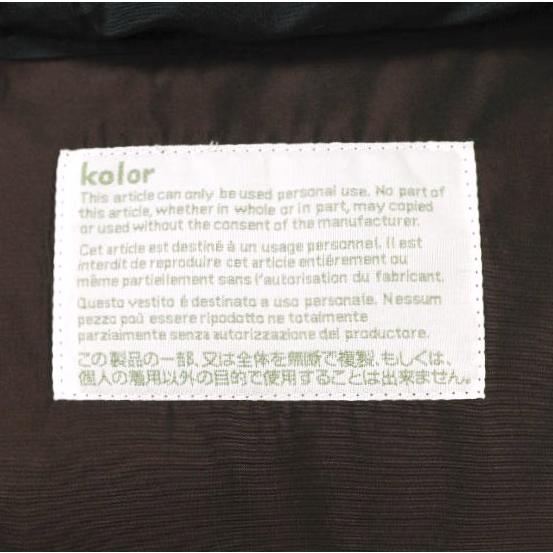 kolor
This article can only be used personal use. No part of
this article, whether in whole or in part, may copied
or used without the consent of the manufacturer.
Cet article est destiné à un usage personnel. Il est
interdit de reproduire cet article entiérement ou
même partiellement sans l'autorisation du fabricant.
Questo vestito é destinato a uso personale. Nessum
pezzo paù essere ripodotto ne totalmente
parzialmente senza autorizzazione del productore.
この製品の一部、又は全体を無断で複製、もしくは、
個人の着用以外の目的で使用することは出来ません。